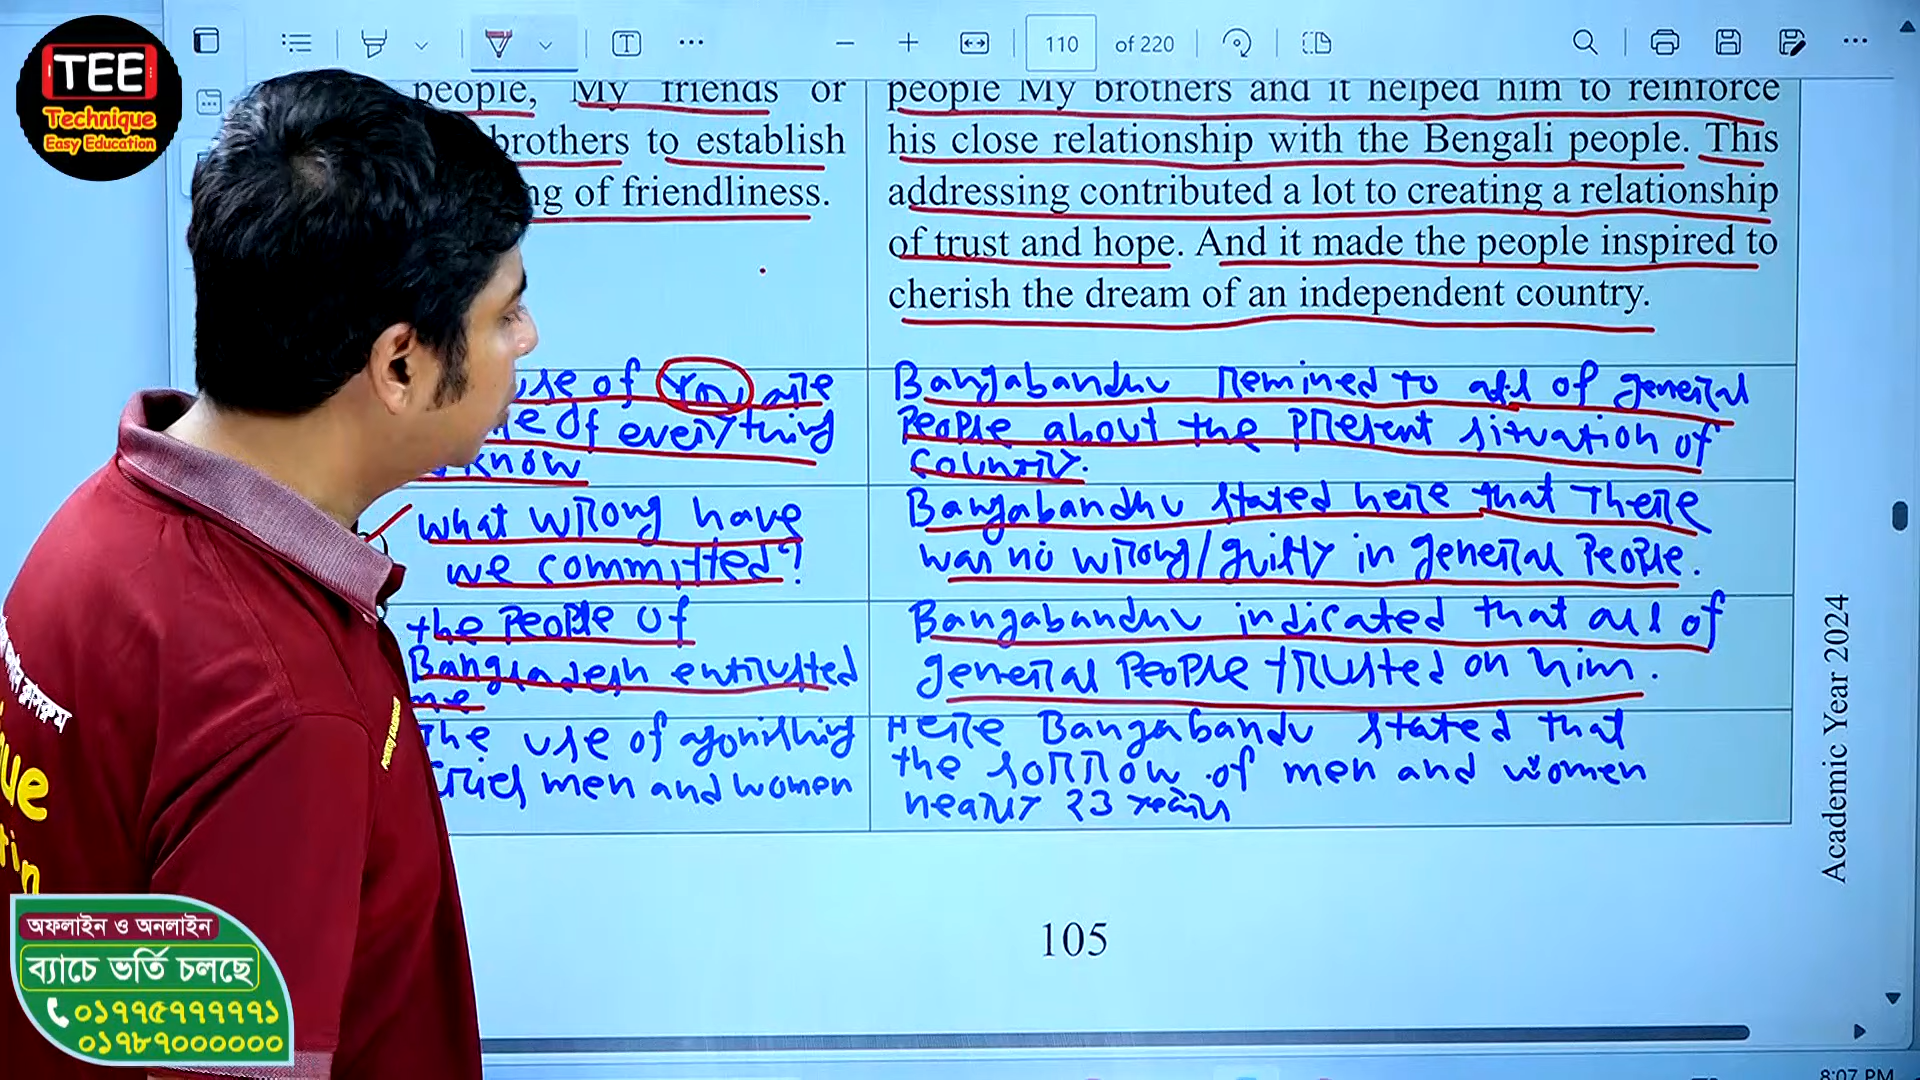 TEE
Technique
Easy Education
110 of 220
people, My friends or
brothers to establish
ng of friendliness.
people My brothers and it helped him to reinforce
his close relationship with the Bengali people. This
addressing contributed a lot to creating a relationship
of trust and hope. And it made the people inspired to
cherish the dream of an independent country.
use of You are
of everything
know
Bangabandhu remined to all of general
People about the Present situation of
country.
what wrong have
we committed?
Bangabandhu stated here that There
was no wrong/guilty in general People.
the People of
Bangladesh entrusted
me
Bangabandhu indicated that all of
general People trusted on him.
The use of agonishing
cries men and women
Here Bangabandu stated that
the sorrow of men and women
nearly 23 years
105
Academic Year 2024
অফলাইন ও অনলাইন
ব্যাচে ভর্তি চলছে
০১৭৭৫৭৭৭৭৭১
০১৭৮৭০০০০০০
8:07 PM